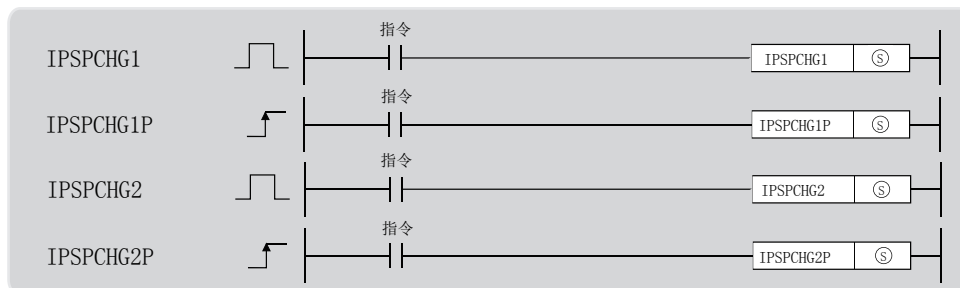 指令
IPSPCHG1 IPSPCHG1 Ⓢ
指令
IPSPCHG1P IPSPCHG1P Ⓢ
指令
IPSPCHG2 IPSPCHG2 Ⓢ
指令
IPSPCHG2P IPSPCHG2P Ⓢ